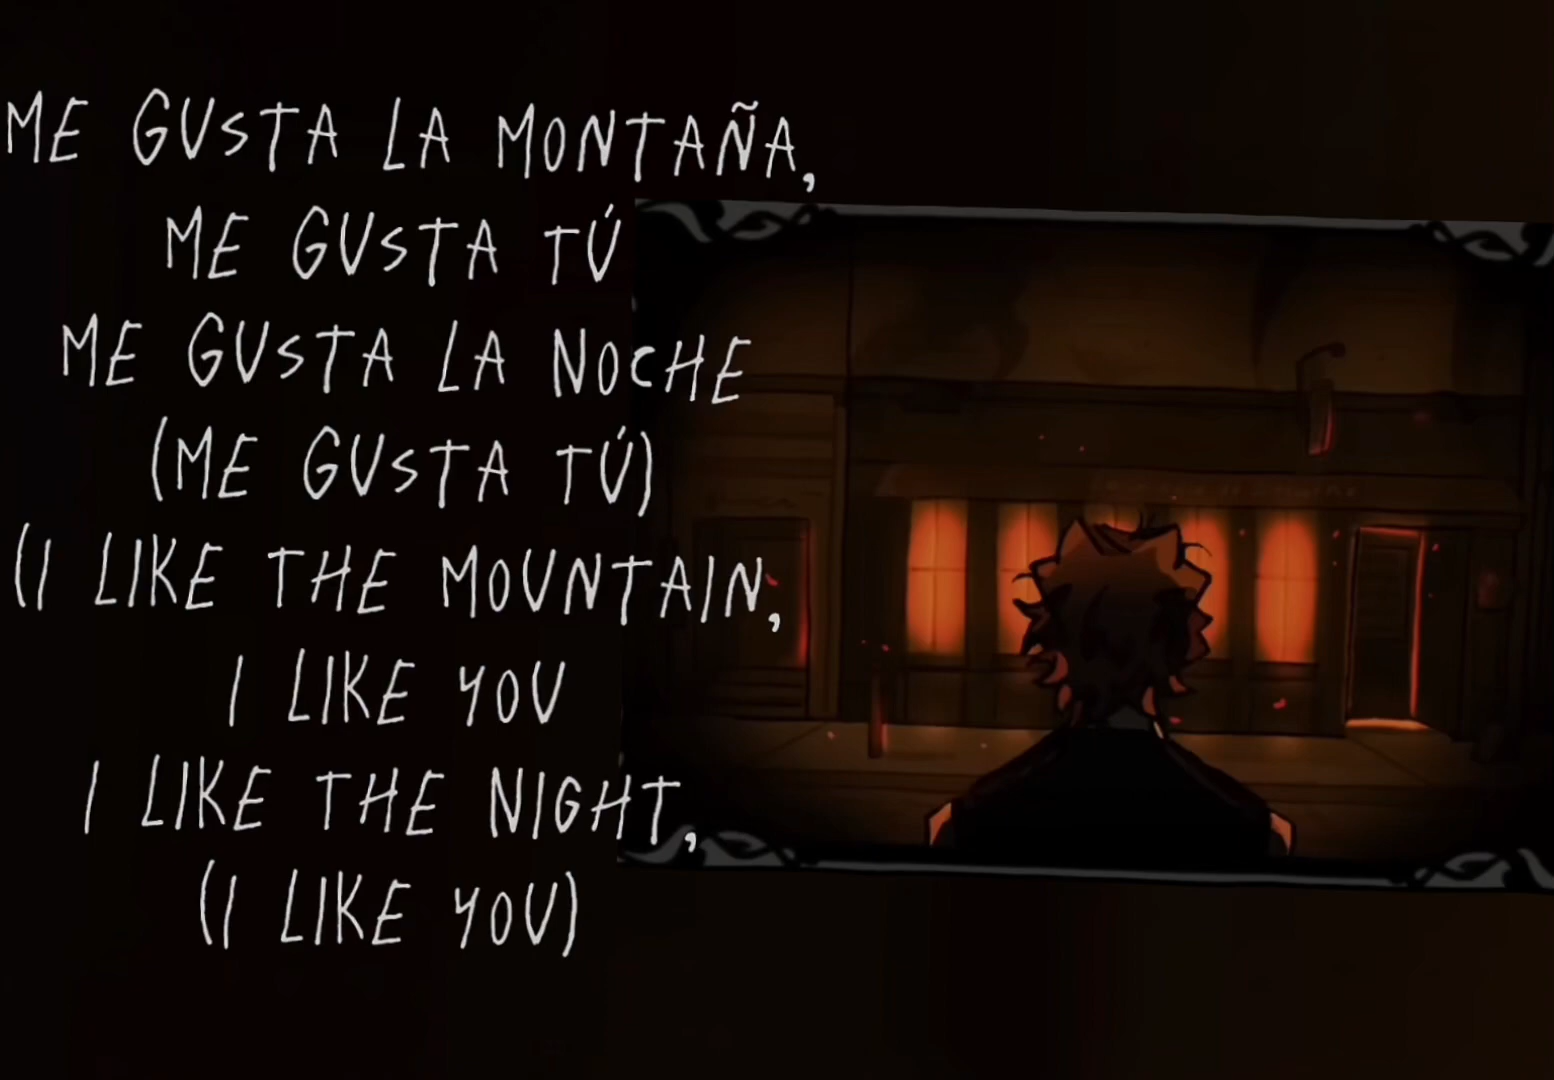 ME GUSTA LA MONTAÑA,
ME GUSTA TÚ
ME GUSTA LA NOCHE
(ME GUSTA TÚ)
(I LIKE THE MOUNTAIN,
I LIKE YOU
I LIKE THE NIGHT,
(I LIKE YOU)